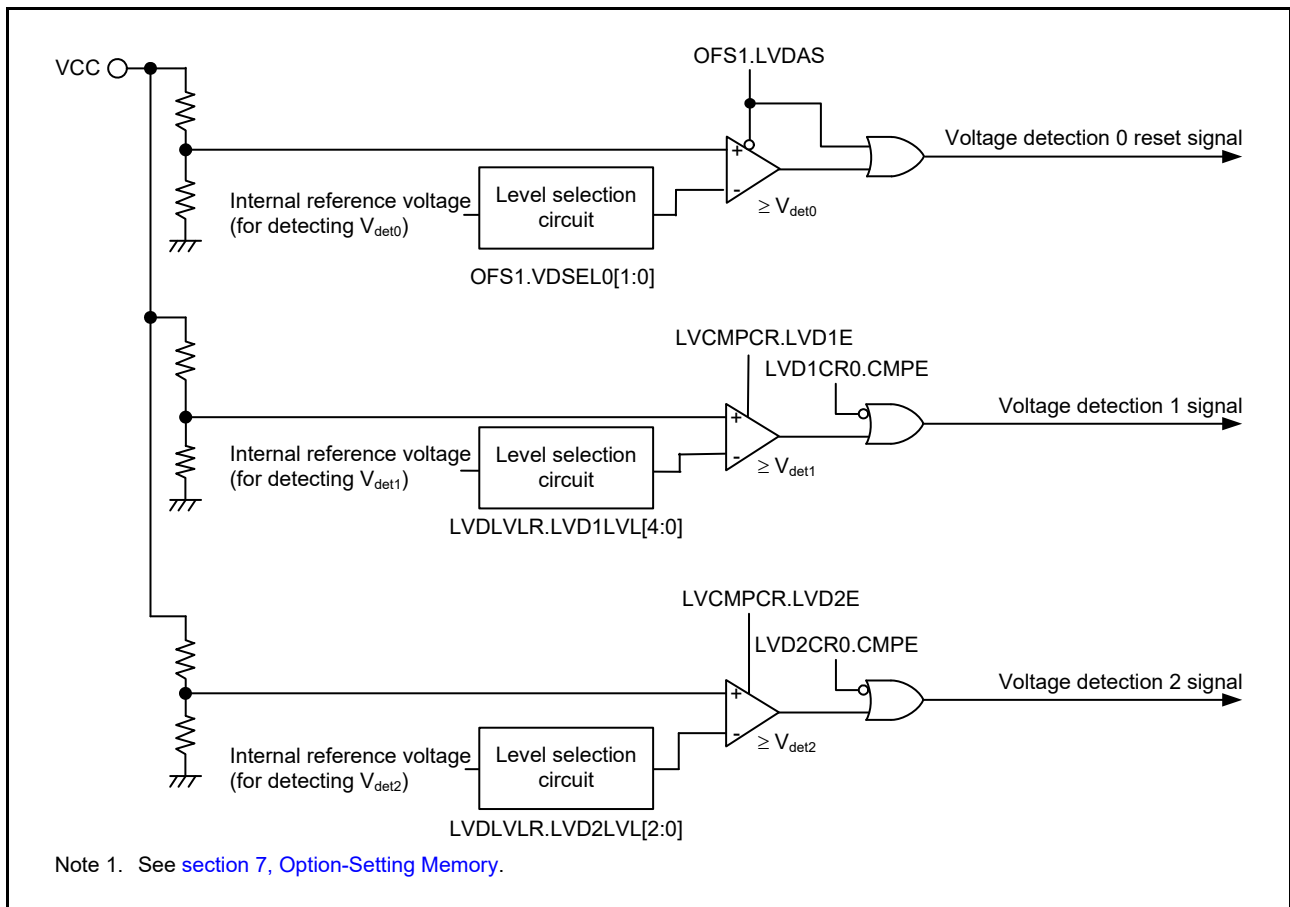 OFS1.LVDAS
VCC
Voltage detection 0 reset signal
+
Internal reference voltage
(for detecting Vdet0)
Level selection
circuit
-
≥ Vdet0
OFS1.VDSEL0[1:0]
LVCMPCR.LVD1E
LVD1CR0.CMPE
Voltage detection 1 signal
+
Internal reference voltage
(for detecting Vdet1)
Level selection
circuit
-
≥ Vdet1
LVDLVLR.LVD1LVL[4:0]
LVCMPCR.LVD2E
LVD2CR0.CMPE
Voltage detection 2 signal
+
Internal reference voltage
(for detecting Vdet2)
Level selection
circuit
-
≥ Vdet2
LVDLVLR.LVD2LVL[2:0]
Note 1. See section 7, Option-Setting Memory.